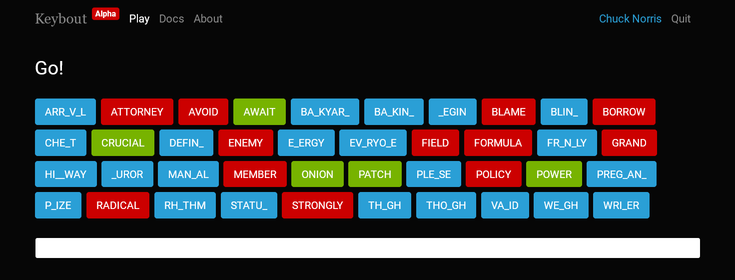 Keybout Alpha Play Docs About Chuck Norris Quit
Go!
ARR_V_L ATTORNEY AVOID AWAIT BA_KYAR_ BA_KIN_ _EGIN BLAME BLIN_ BORROW
CHE_T CRUCIAL DEFIN_ ENEMY E_ERGY EV_RYO_E FIELD FORMULA FR_N_LY GRAND
HI__WAY _UROR MAN_AL MEMBER ONION PATCH PLE_SE POLICY POWER PREG_AN_
P_IZE RADICAL RH_THM STATU_ STRONGLY TH_GH THO_GH VA_ID WE_GH WRI_ER